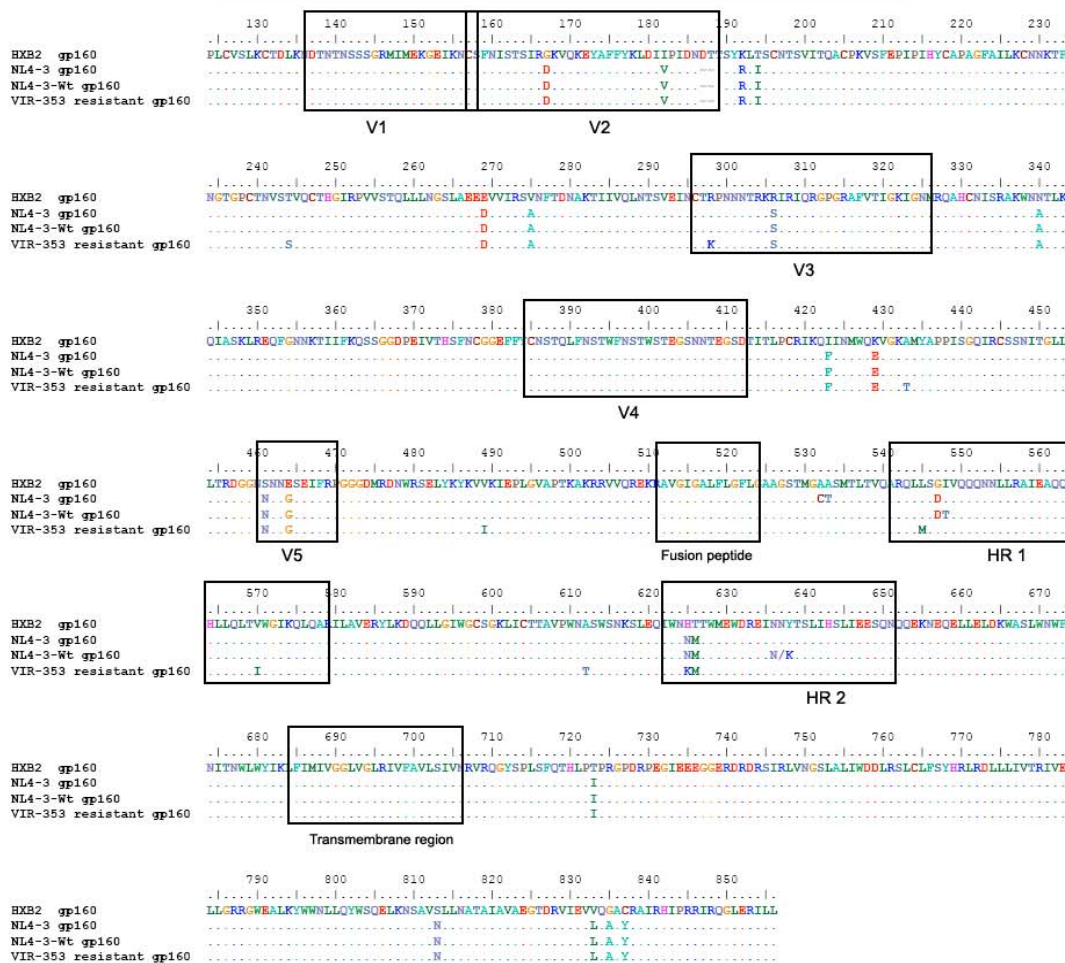 130 140 150 160 170 180 190 200 210 220 230
HXB2 gp160 PLCVSLKCTDLKNDTNTNSSSGRMIMEKGEIKNCSFNISTSIRGKVQKEYAFFYKLDIIPIDNDTTSYKLTSCNTSVITQACPKVSFEPIPIHYCAPAGFAILKCNNKTF
NL4-3 gp160 D V ~~ R I
NL4-3-Wt gp160 D V ~~ R I
VIR-353 resistant gp160 D V ~~ R I
V1 V2
240 250 260 270 280 290 300 310 320 330 340
HXB2 gp160 NGTGPCTNVSTVQCTHGIRPVVSTQLLLNGSLAEEEVVIRSVNFTDNAKTIIVQLNTSVEINCTRPNNNTRKRIRIQRGPGRAFVTIGKIGNMRQAHCNISRAKWNNTLK
NL4-3 gp160 D A S A
NL4-3-Wt gp160 D A S A
VIR-353 resistant gp160 S D A K S A
V3
350 360 370 380 390 400 410 420 430 440 450
HXB2 gp160 QIASKLREQFGNNKTIIFKQSSGGDPEIVTHSFNCGGEFFYCNSTQLFNSTWFNSTWSTEGSNNTEGSDTITLPCRIKQIINMWQKVGKAMYAPPISGQIRCSSNITGLL
NL4-3 gp160 F E
NL4-3-Wt gp160 F E
VIR-353 resistant gp160 F E T
V4
460 470 480 490 500 510 520 530 540 550 560
HXB2 gp160 LTRDGGNSNNESEIFRPGGGDMRDNWRSELYKYKVVKIEPLGVAPTKAKRRVVQREKRAVGIGALFLGFLGAAGSTMGAASMTLTVQARQLLSGIVQQQNNLLRAIEAQQ
NL4-3 gp160 N G CT D
NL4-3-Wt gp160 N G DT
VIR-353 resistant gp160 N G I M
V5 Fusion peptide HR 1
570 580 590 600 610 620 630 640 650 660 670
HXB2 gp160 HLLQLTVWGIKQLQARILAVERYLKDQQLLGIWGCSGKLICTTAVPWNASWSNKSLEQIWNHTTWMEWDREINNYTSLIHSLIEESQNQQEKNEQELLELDKWASLWNWF
NL4-3 gp160 NM
NL4-3-Wt gp160 NM N/K
VIR-353 resistant gp160 I T KM
HR 2
680 690 700 710 720 730 740 750 760 770 780
HXB2 gp160 NITNWLWYIKLFIMIVGGLVGLRIVFAVLSIVNRVRQGYSPLSFQTHLPTPRGPDRPEGIEEEGGERDRDRSIRLVNGSLALIWDDLRSLCLFSYHRLRDLLLIVTRIVE
NL4-3 gp160 I
NL4-3-Wt gp160 I
VIR-353 resistant gp160 I
Transmembrane region
790 800 810 820 830 840 850
HXB2 gp160 LLGRRGWEALKYWWNLLQYWSQELKNSAVSLLNATAIAVAEGTDRVIEVVQGACRAIRHIPRRIRQGLERILL
NL4-3 gp160 N L A Y
NL4-3-Wt gp160 N L A Y
VIR-353 resistant gp160 N L A Y